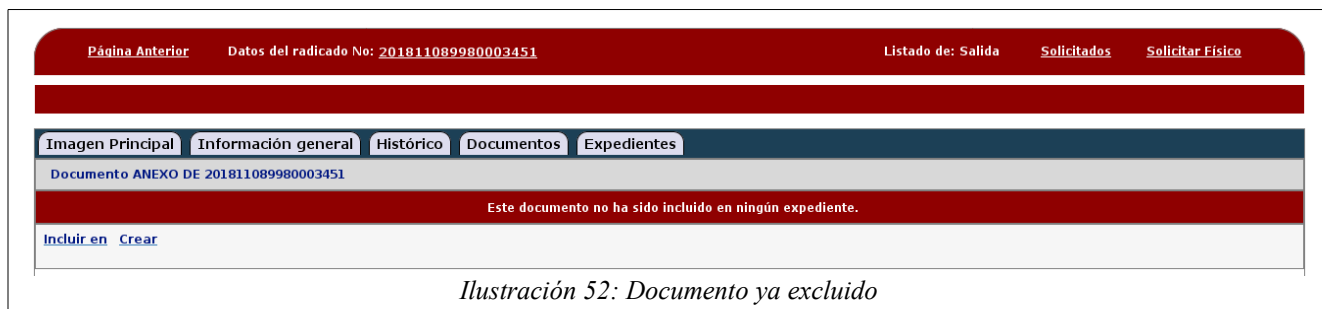 Página Anterior Datos del radicado No: 201811089980003451 Listado de: Salida Solicitados Solicitar Físico
Imagen Principal Información general Histórico Documentos Expedientes
Documento ANEXO DE 201811089980003451
Este documento no ha sido incluido en ningún expediente.
Incluir en Crear
Ilustración 52: Documento ya excluido